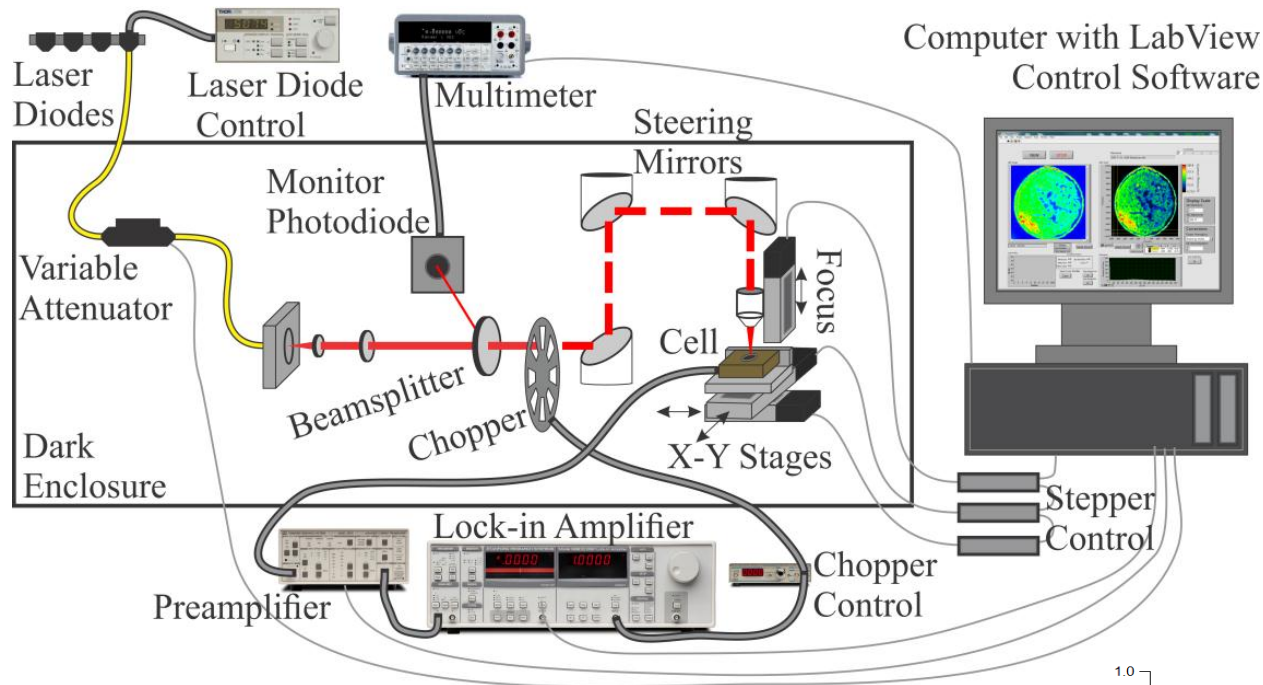 Laser
Diodes
Laser Diode
Control
Multimeter
Computer with LabView
Control Software
Steering
Mirrors
Monitor
Photodiode
Variable
Attenuator
Focus
Cell
Beamsplitter
Chopper
X-Y Stages
Dark
Enclosure
Stepper
Control
Lock-in Amplifier
Preamplifier
Chopper
Control
1.0